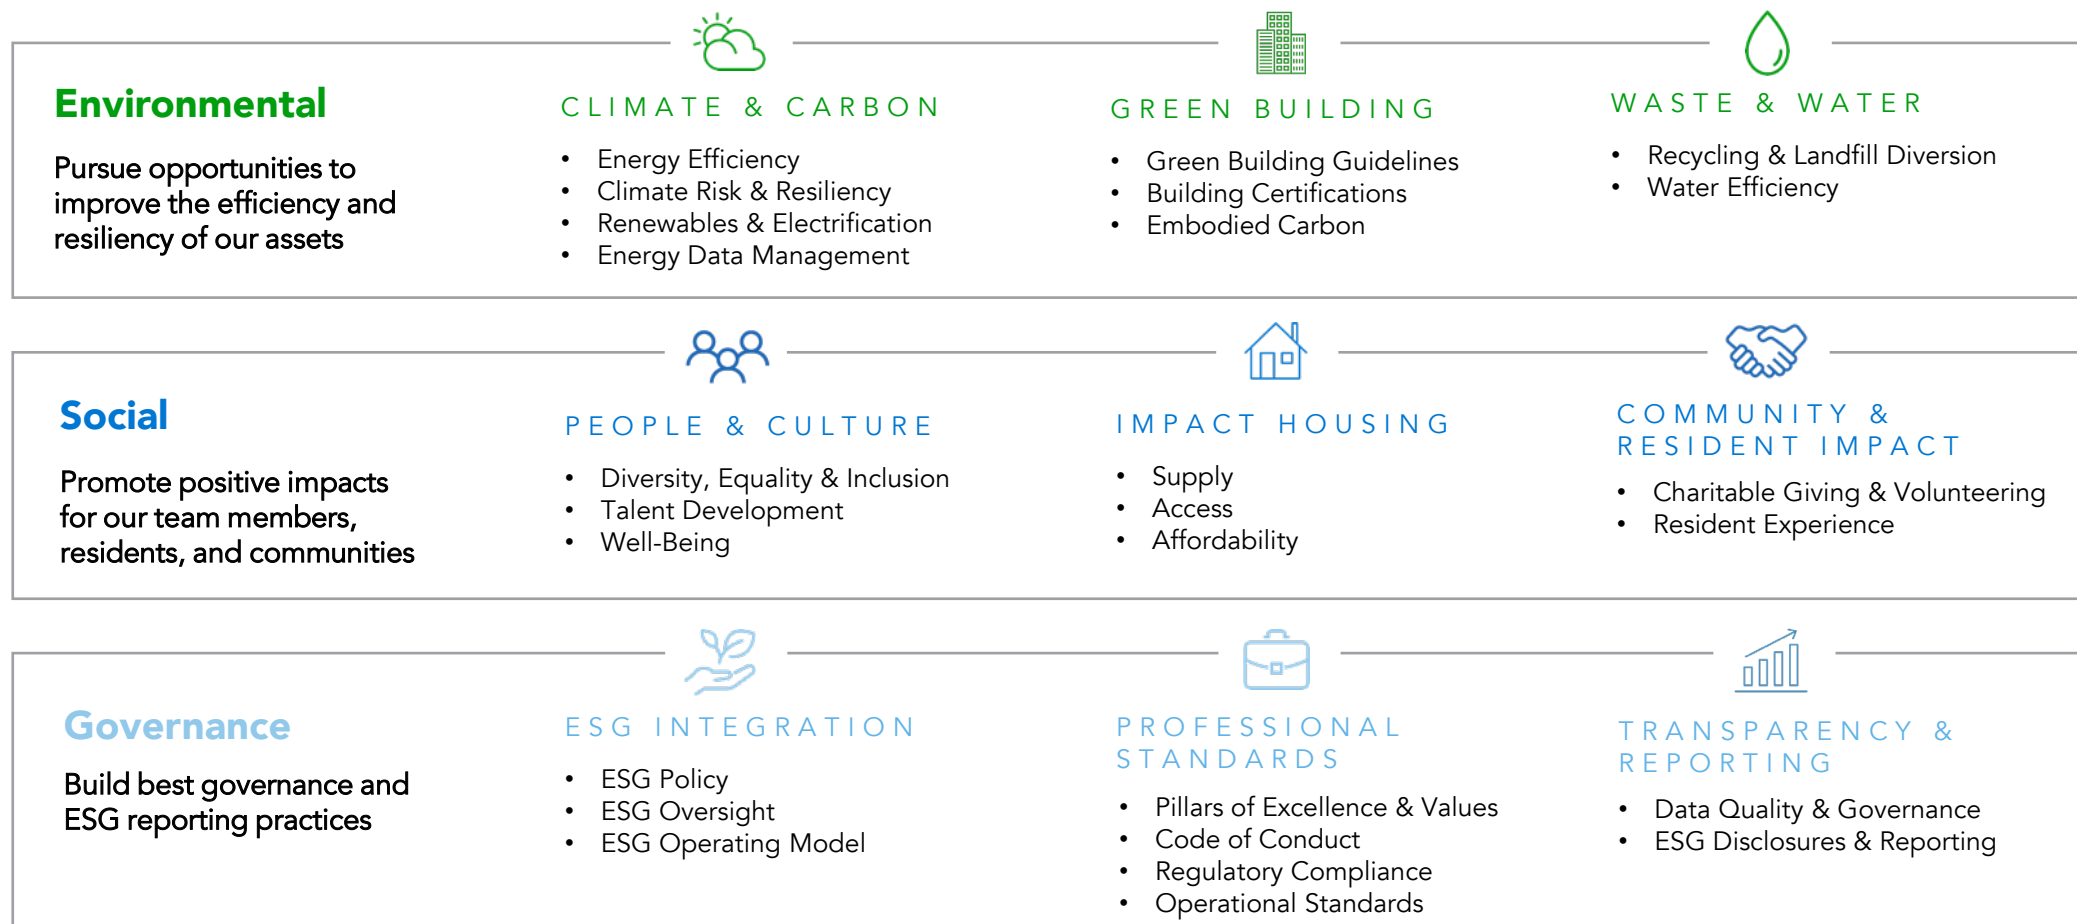 Environmental
Pursue opportunities to
improve the efficiency and
resiliency of our assets
CLIMATE & CARBON
• Energy Efficiency
• Climate Risk & Resiliency
• Renewables & Electrification
• Energy Data Management
GREEN BUILDING
• Green Building Guidelines
• Building Certifications
• Embodied Carbon
WASTE & WATER
• Recycling & Landfill Diversion
• Water Efficiency
Social
Promote positive impacts
for our team members,
residents, and communities
PEOPLE & CULTURE
• Diversity, Equality & Inclusion
• Talent Development
• Well-Being
IMPACT HOUSING
• Supply
• Access
• Affordability
COMMUNITY &
RESIDENT IMPACT
• Charitable Giving & Volunteering
• Resident Experience
Governance
Build best governance and
ESG reporting practices
ESG INTEGRATION
• ESG Policy
• ESG Oversight
• ESG Operating Model
PROFESSIONAL
STANDARDS
• Pillars of Excellence & Values
• Code of Conduct
• Regulatory Compliance
• Operational Standards
TRANSPARENCY &
REPORTING
• Data Quality & Governance
• ESG Disclosures & Reporting